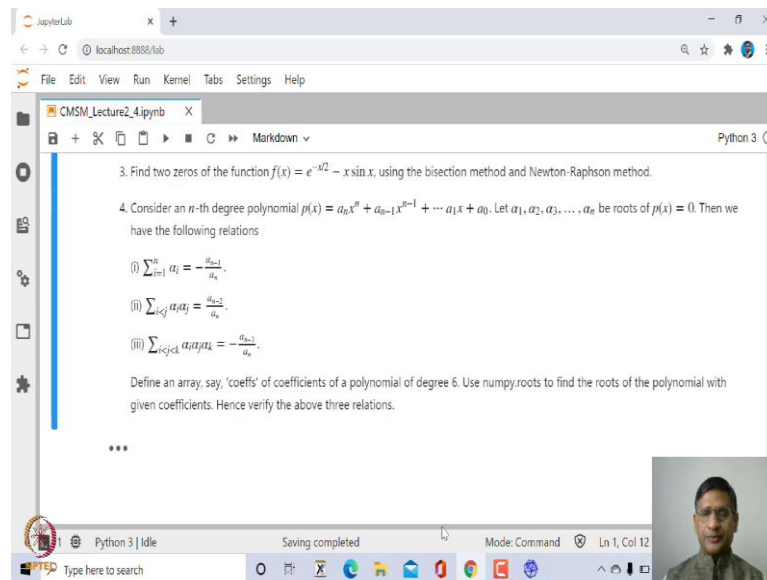 JupyterLab
localhost:8888/lab
File Edit View Run Kernel Tabs Settings Help
CMSM_Lecture2_4.ipynb
Markdown
Python 3
3. Find two zeros of the function f(x) = e^{-x/2} − x sin x, using the bisection method and Newton-Raphson method.
4. Consider an n-th degree polynomial p(x) = a_n x^n + a_{n−1} x^{n−1} + ⋯ a_1 x + a_0. Let α_1, α_2, α_3, … , α_n be roots of p(x) = 0. Then we
have the following relations
(i) ∑_{i=1}^{n} α_i = − a_{n−1}/a_n.
(ii) ∑_{i<j} α_i α_j = a_{n−2}/a_n.
(iii) ∑_{i<j<k} α_i α_j α_k = − a_{n−3}/a_n.
Define an array, say, 'coeffs' of coefficients of a polynomial of degree 6. Use numpy.roots to find the roots of the polynomial with
given coefficients. Hence verify the above three relations.
1 Python 3 | Idle Saving completed Mode: Command Ln 1, Col 12
NPTEL
Type here to search